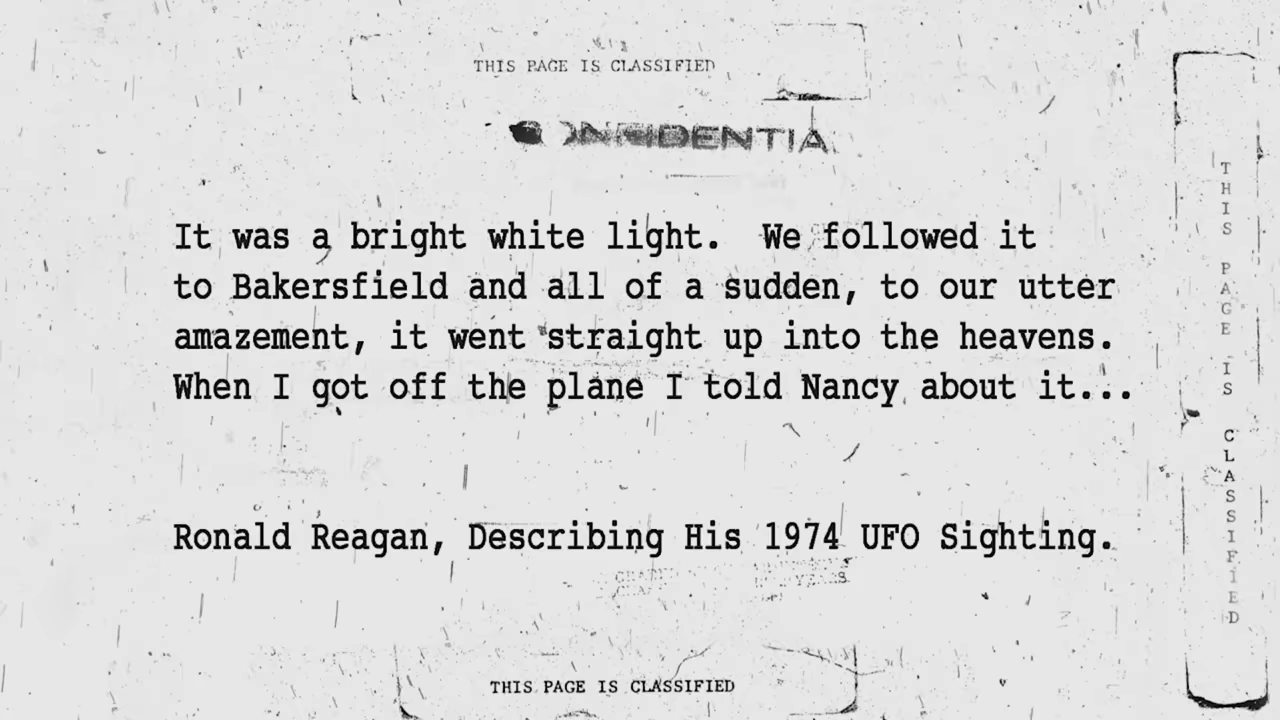 THIS PAGE IS CLASSIFIED
It was a bright white light. We followed it
to Bakersfield and all of a sudden, to our utter
amazement, it went straight up into the heavens.
When I got off the plane I told Nancy about it...
Ronald Reagan, Describing His 1974 UFO Sighting.
THIS PAGE IS CLASSIFIED
THIS PAGE IS CLASSIFIED